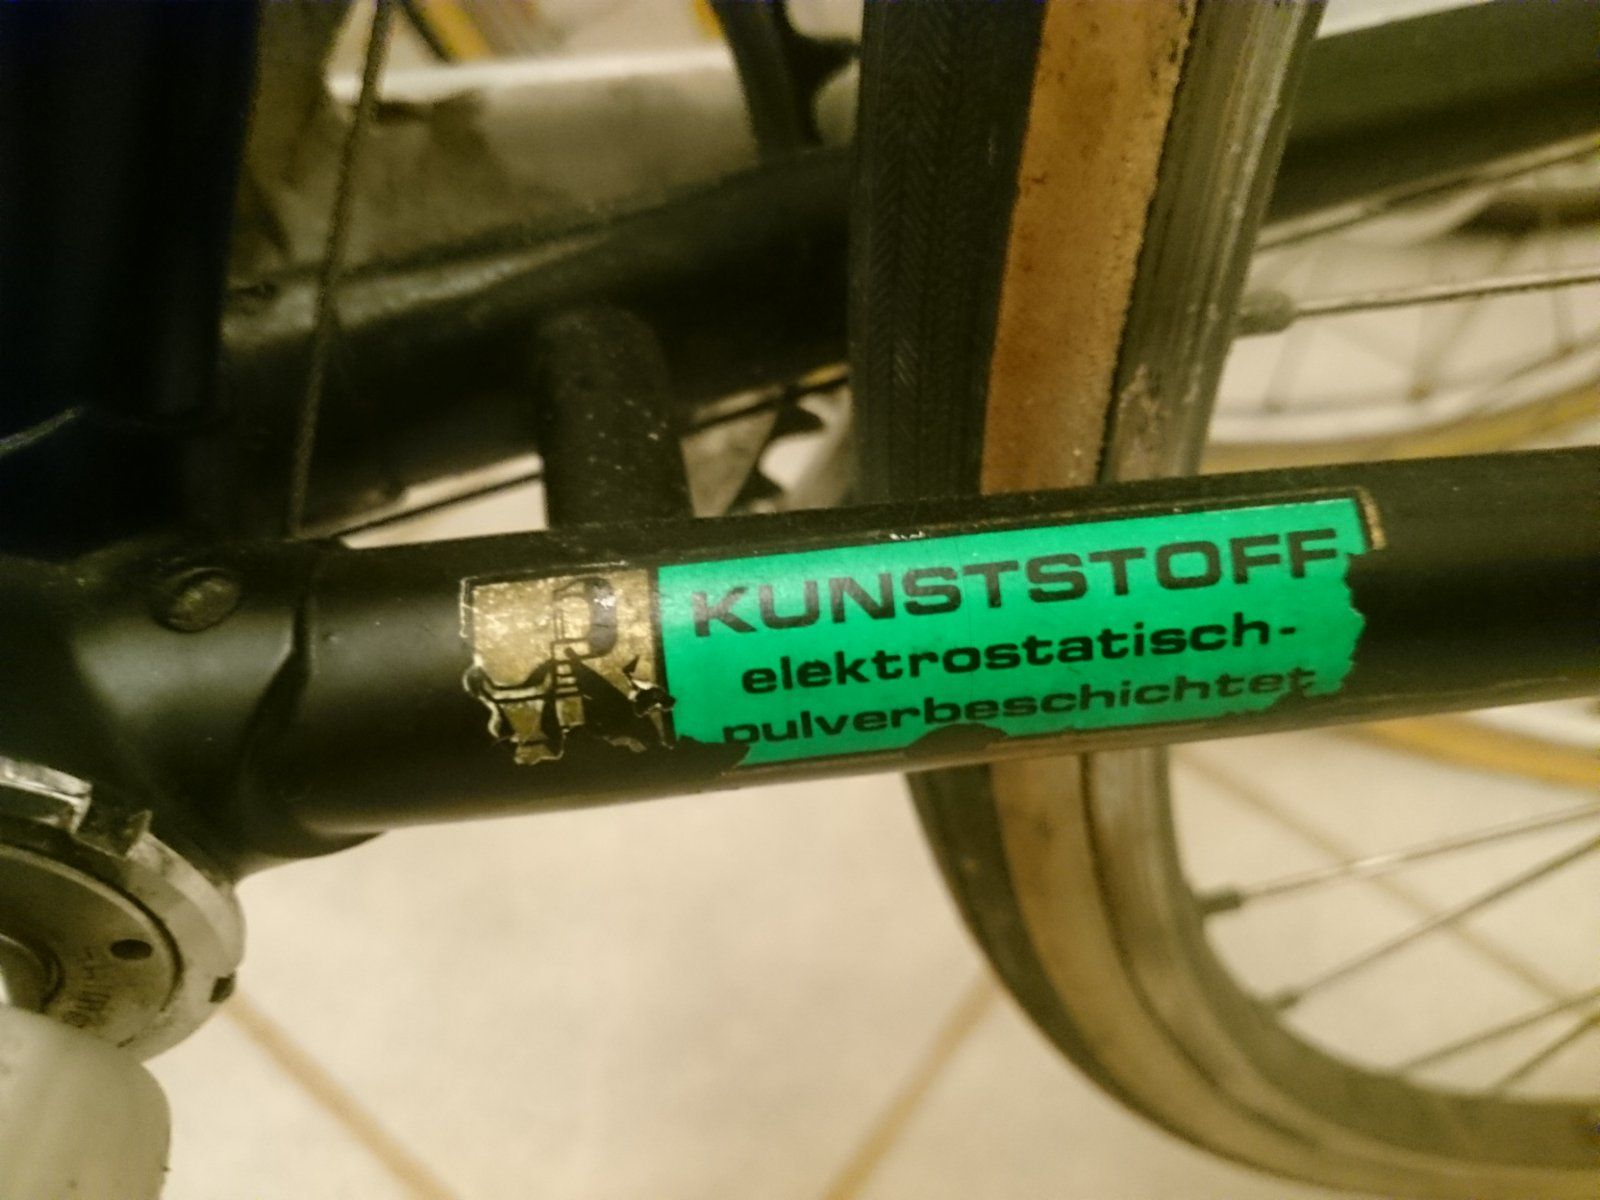 KUNSTSTOFF
elektrostatisch-
pulverbeschichtet